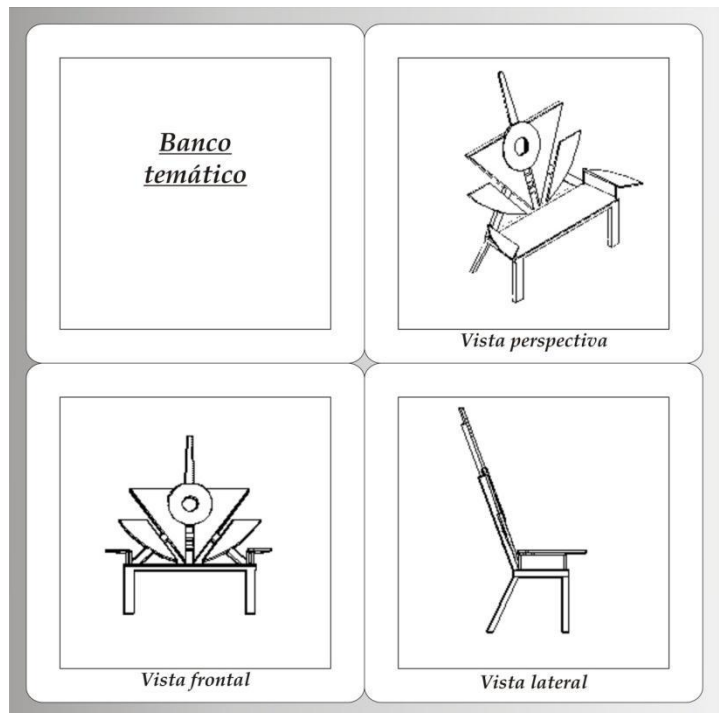 Banco
temático
Vista perspectiva
Vista frontal
Vista lateral